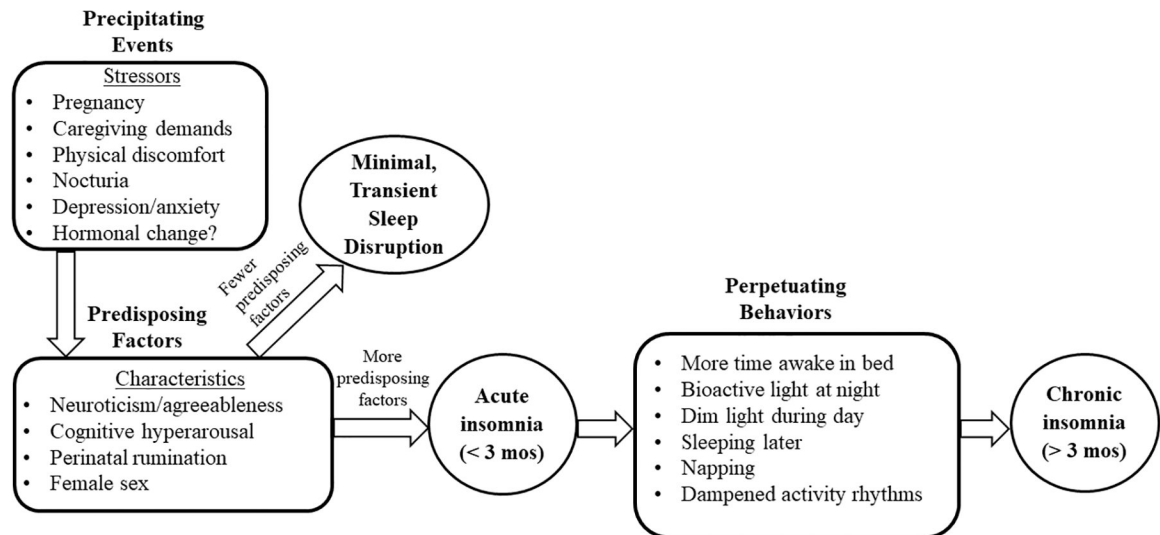 Precipitating
Events
Stressors
• Pregnancy
• Caregiving demands
• Physical discomfort
• Nocturia
• Depression/anxiety
• Hormonal change?
Minimal,
Transient
Sleep
Disruption
Fewer
predisposing
factors
Predisposing
Factors
Characteristics
• Neuroticism/agreeableness
• Cognitive hyperarousal
• Perinatal rumination
• Female sex
More
predisposing
factors
Acute
insomnia
(< 3 mos)
Perpetuating
Behaviors
• More time awake in bed
• Bioactive light at night
• Dim light during day
• Sleeping later
• Napping
• Dampened activity rhythms
Chronic
insomnia
(> 3 mos)